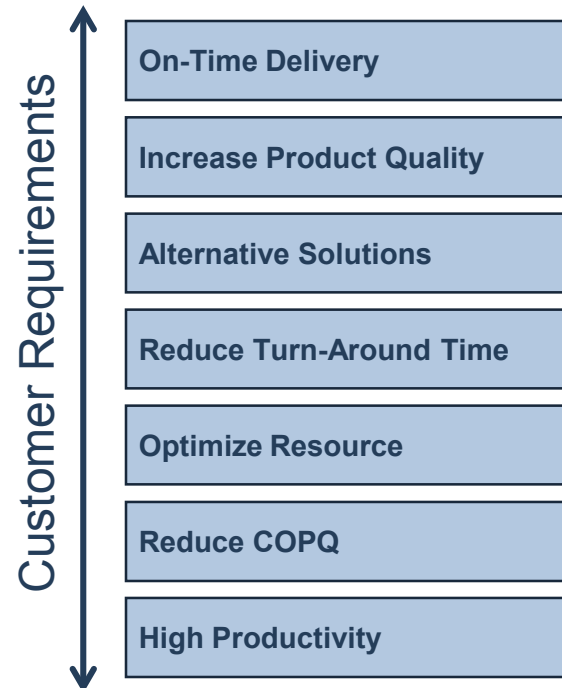 Customer Requirements
On-Time Delivery
Increase Product Quality
Alternative Solutions
Reduce Turn-Around Time
Optimize Resource
Reduce COPQ
High Productivity